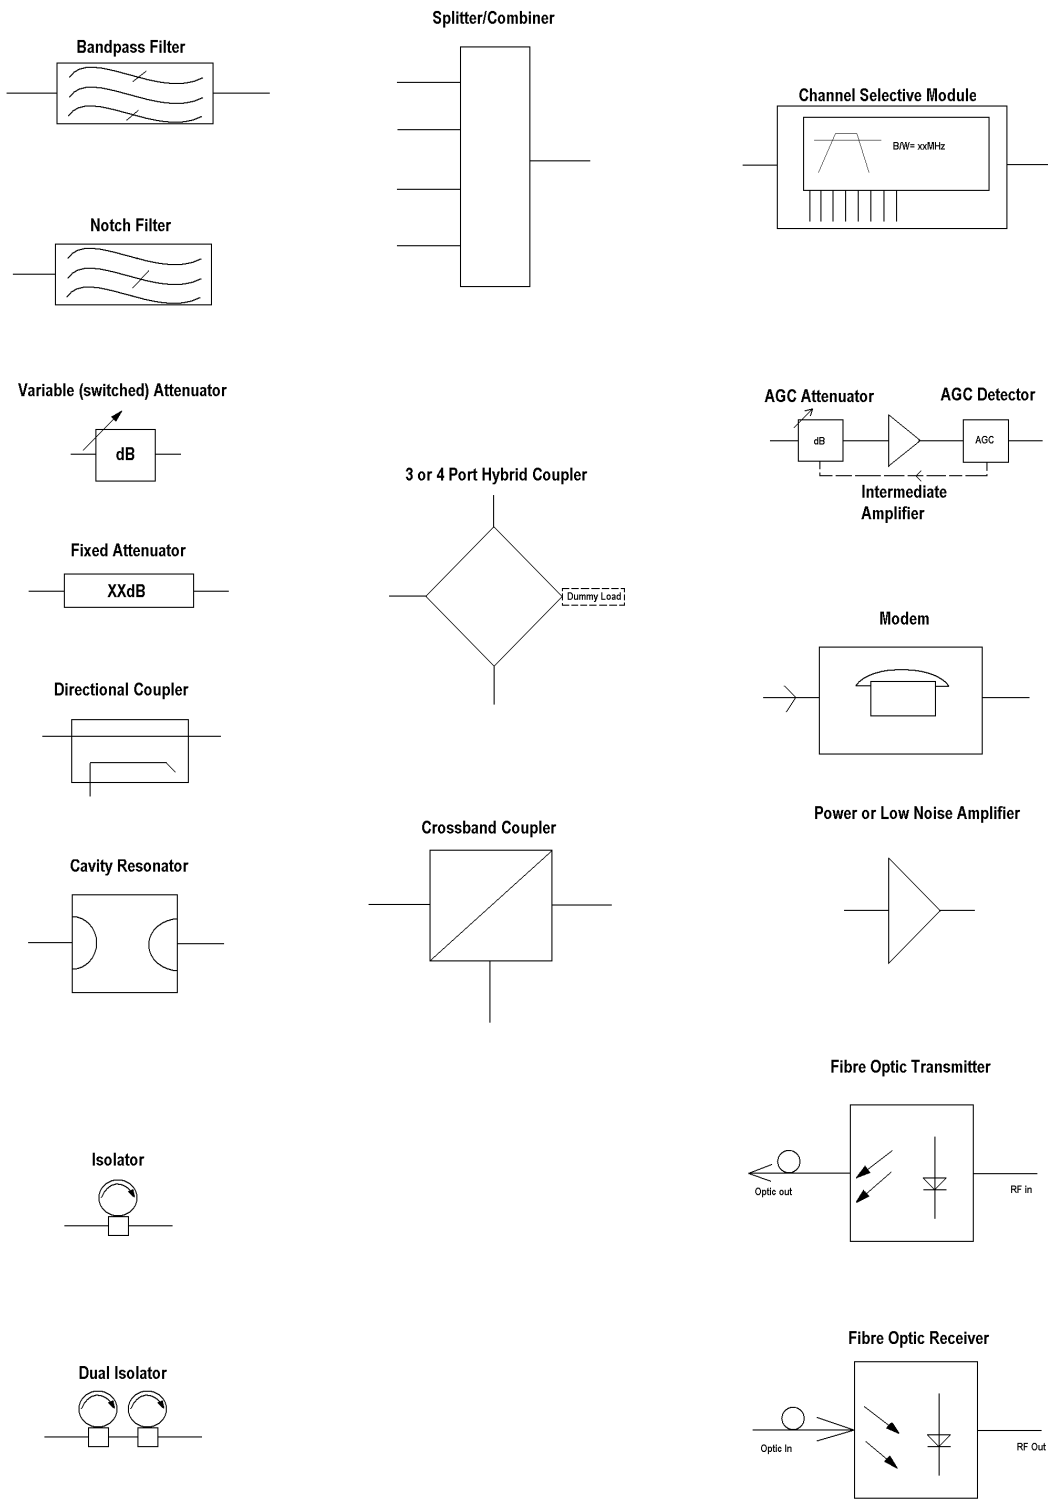 Splitter/Combiner
Bandpass Filter
Channel Selective Module
B/W= xxMHz
Notch Filter
Variable (switched) Attenuator
dB
AGC Attenuator
AGC Detector
dB
AGC
Intermediate
Amplifier
3 or 4 Port Hybrid Coupler
Dummy Load
Fixed Attenuator
XXdB
Modem
Directional Coupler
Power or Low Noise Amplifier
Crossband Coupler
Cavity Resonator
Fibre Optic Transmitter
Optic out
RF in
Isolator
Fibre Optic Receiver
Optic In
RF Out
Dual Isolator